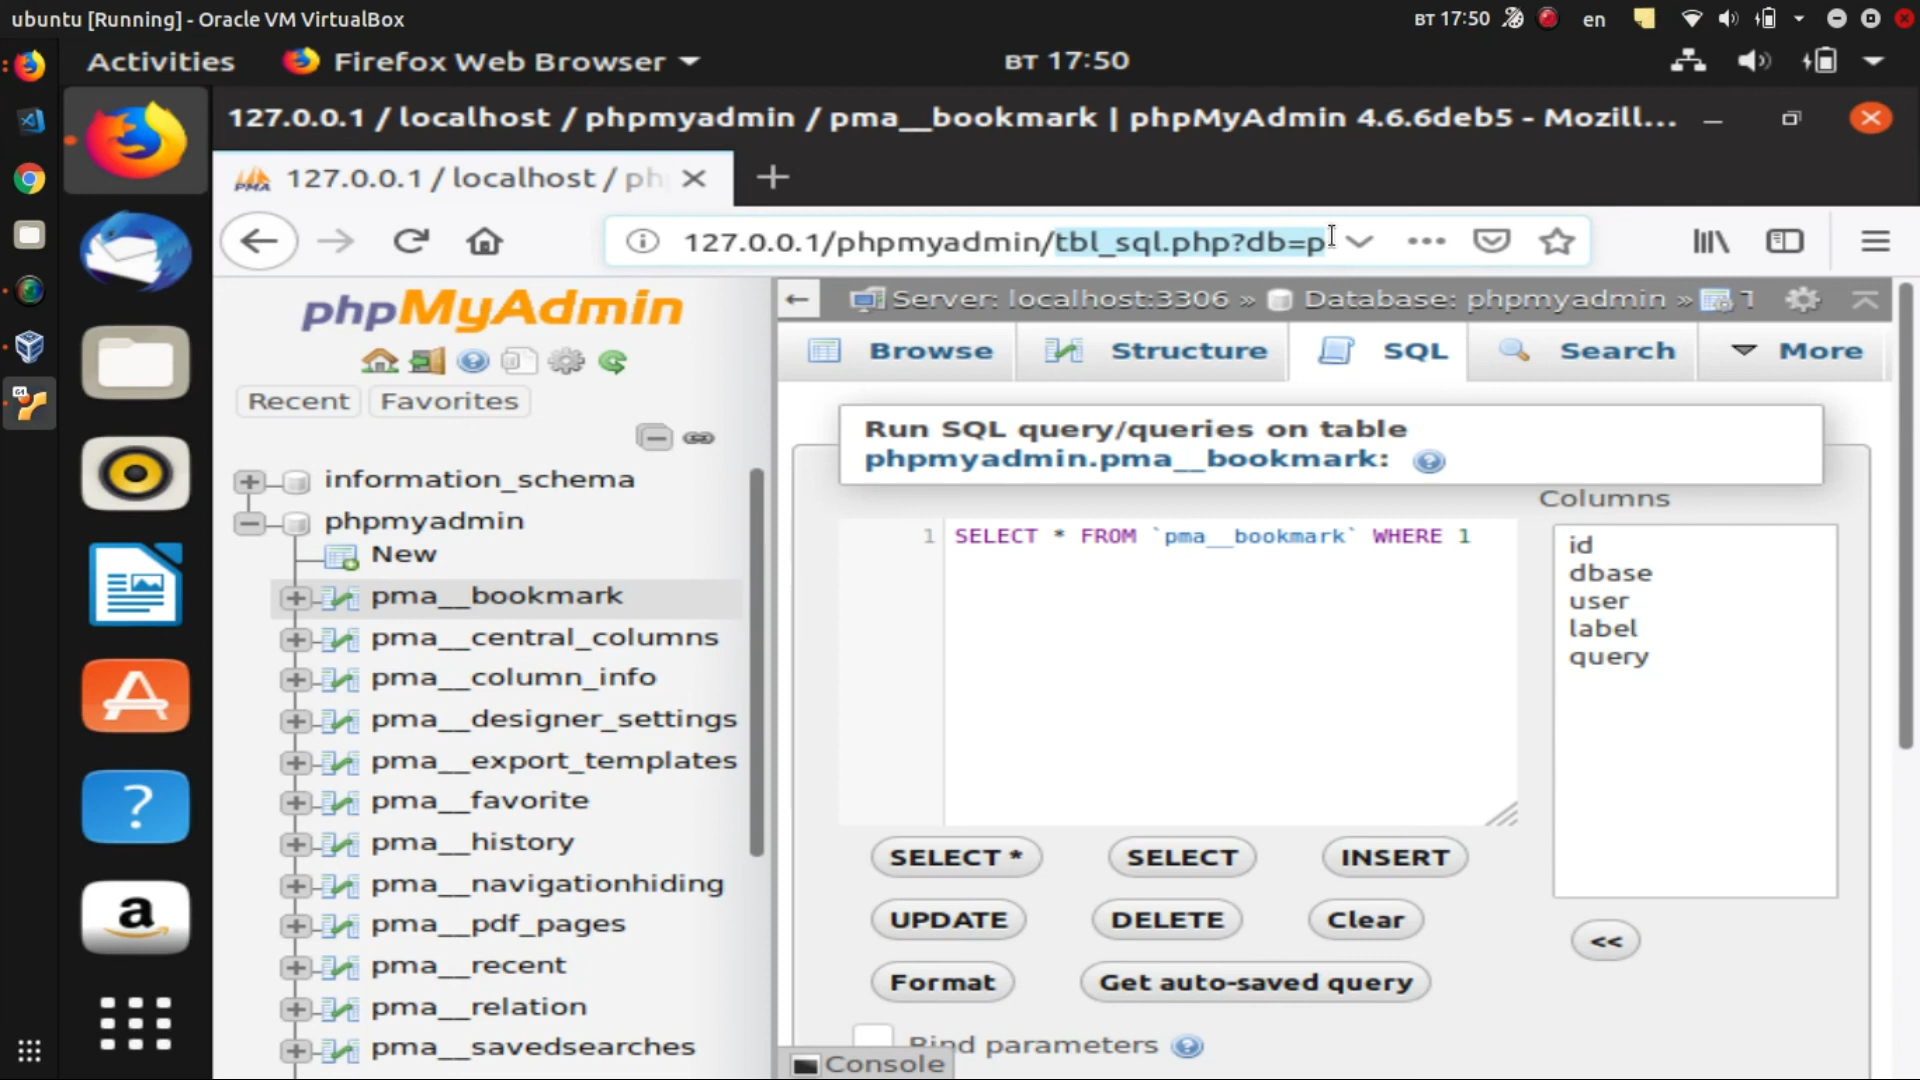 ubuntu [Running] - Oracle VM VirtualBox
вт 17:50
en
Activities
Firefox Web Browser
вт 17:50
127.0.0.1 / localhost / phpmyadmin / pma__bookmark | phpMyAdmin 4.6.6deb5 - Mozill...
PMA
127.0.0.1 / localhost / ph
127.0.0.1/phpmyadmin/tbl_sql.php?db=p
phpMyAdmin
Server: localhost:3306 » Database: phpmyadmin »
Browse
Structure
SQL
Search
More
Recent
Favorites
Run SQL query/queries on table
phpmyadmin.pma__bookmark:
information_schema
phpmyadmin
New
pma__bookmark
pma__central_columns
pma__column_info
pma__designer_settings
pma__export_templates
pma__favorite
pma__history
pma__navigationhiding
pma__pdf_pages
pma__recent
pma__relation
pma__savedsearches
Columns
1 SELECT * FROM `pma__bookmark` WHERE 1
id
dbase
user
label
query
SELECT *
SELECT
INSERT
UPDATE
DELETE
Clear
<<
Format
Get auto-saved query
Bind parameters
Console